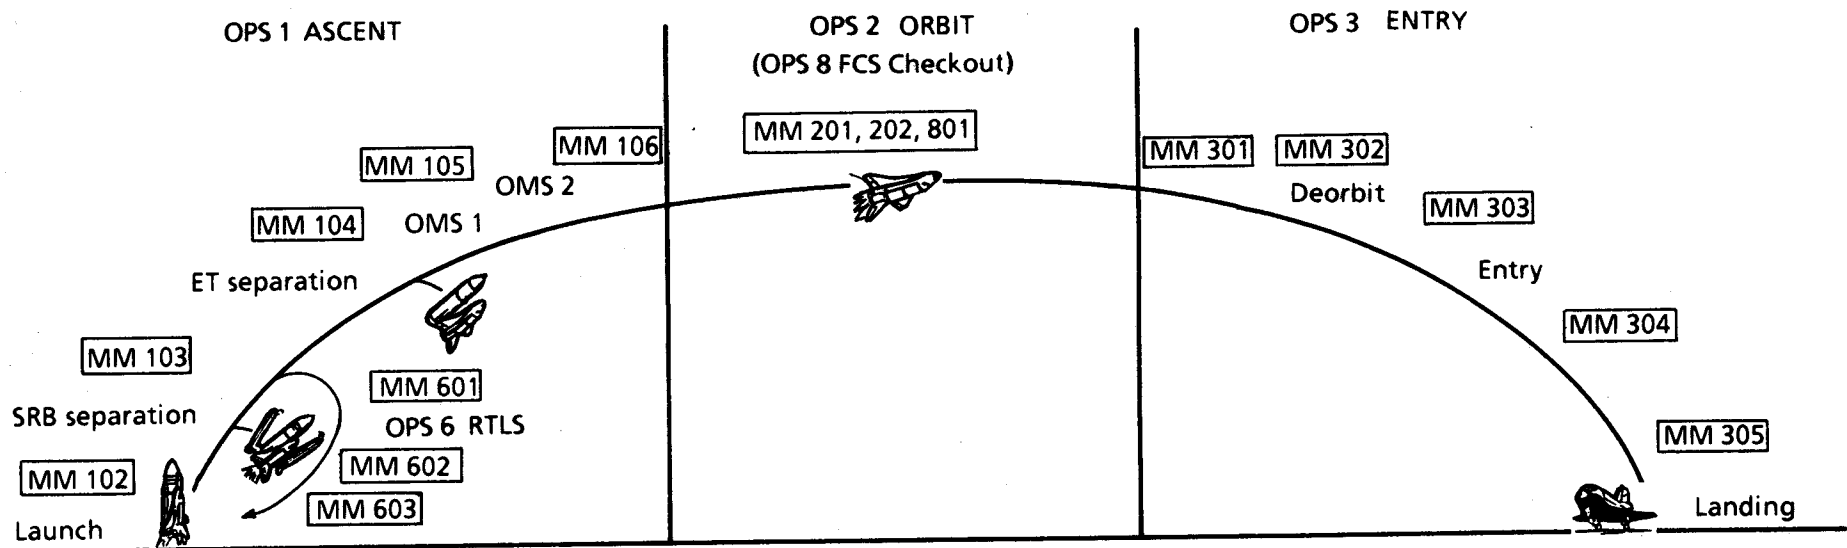 OPS 1 ASCENT
OPS 2 ORBIT
(OPS 8 FCS Checkout)
OPS 3 ENTRY
MM 201, 202, 801
MM 106
MM 105
OMS 2
MM 104
OMS 1
ET separation
MM 103
SRB separation
MM 102
Launch
MM 601
OPS 6 RTLS
MM 602
MM 603
MM 301
MM 302
Deorbit
MM 303
Entry
MM 304
MM 305
Landing